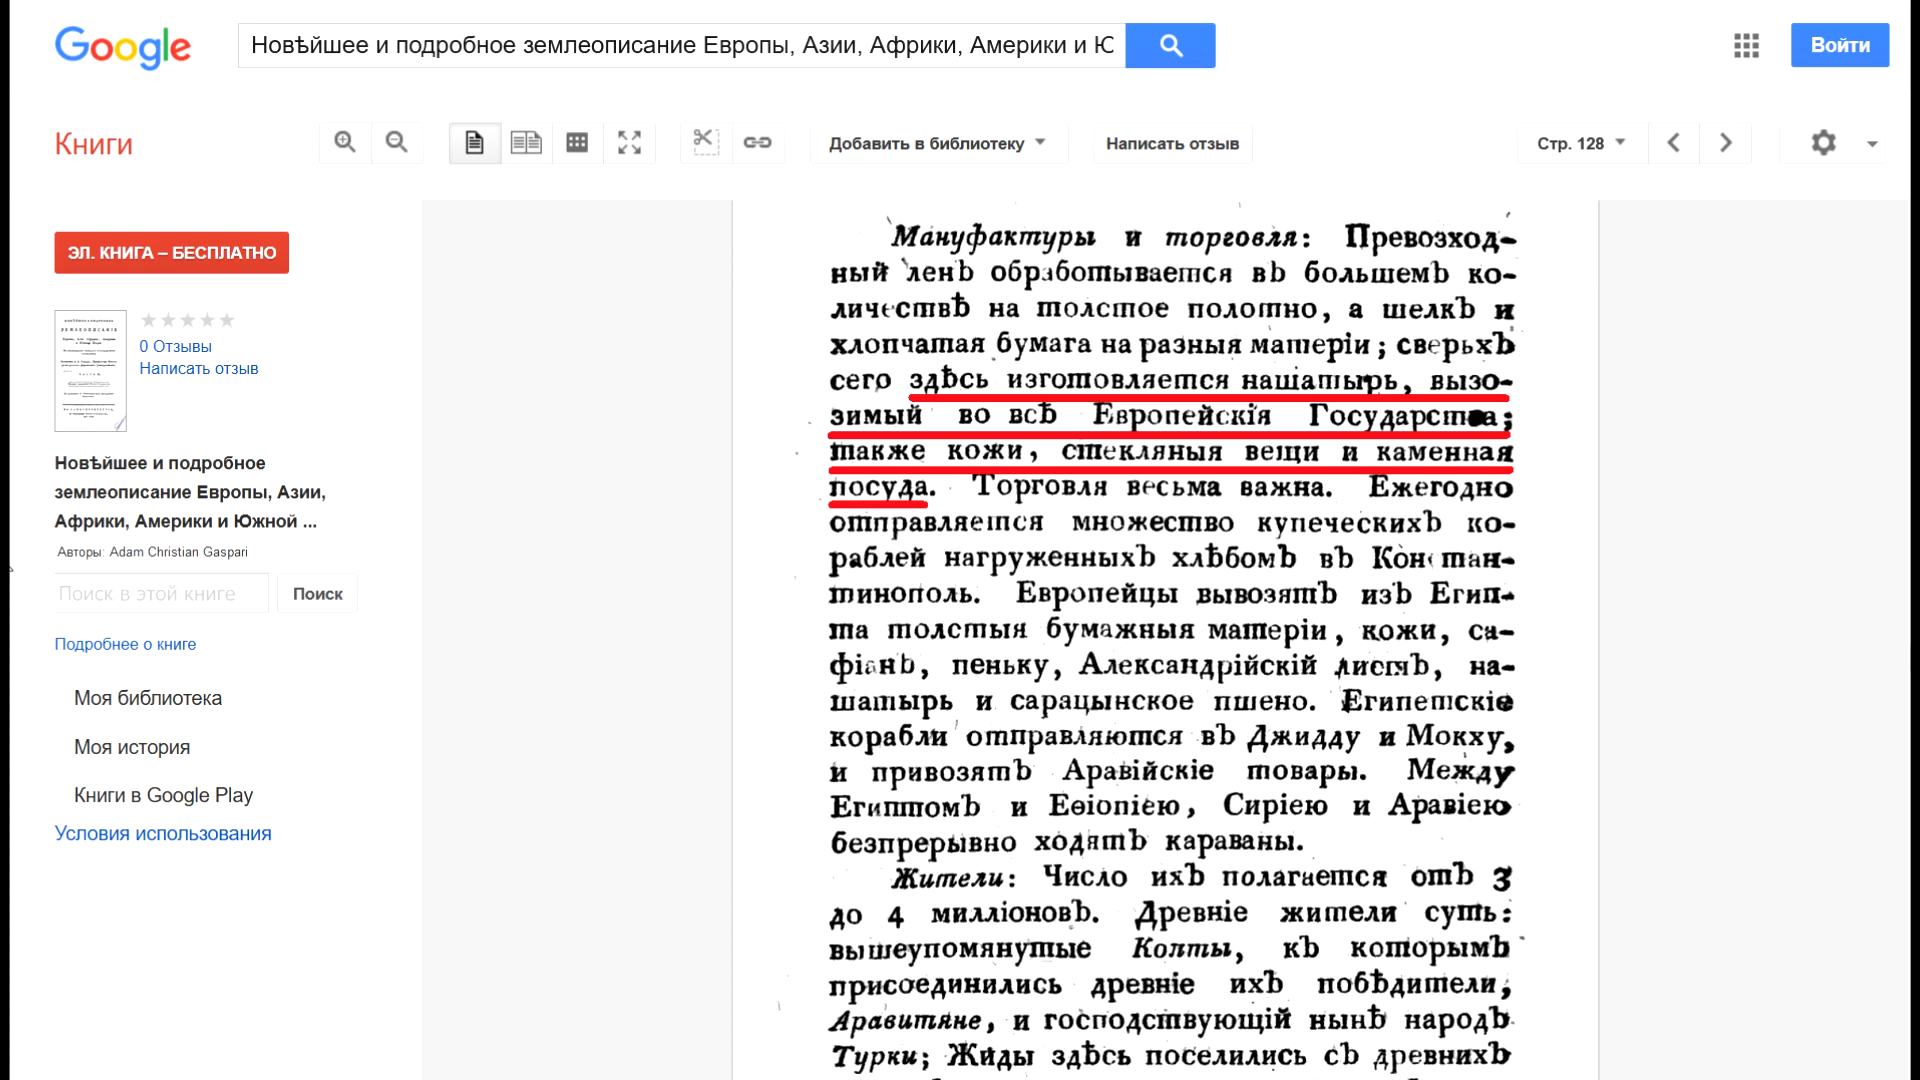 Google
Новѣйшее и подробное землеописание Европы, Азии, Африки, Америки и Ю
Войти
Книги
Добавить в библиотеку
Написать отзыв
Стр. 128
ЭЛ. КНИГА – БЕСПЛАТНО
0 Отзывы
Написать отзыв
Новѣйшее и подробное
землеописание Европы, Азии,
Африки, Америки и Южной ...
Авторы: Adam Christian Gaspari
Поиск в этой книге
Поиск
Подробнее о книге
Моя библиотека
Моя история
Книги в Google Play
Условия использования
Мануфактуры и торговля: Превозход-
ный ленъ обработывается въ большемъ ко-
личествѣ на толстое полотно, а шелкъ и
хлопчатая бумага на разныя матеріи; сверьхъ
сего здѣсь изготовляется нашатырь, вызо-
зимый во всѣ Европейскія Государства;
также кожи, стекляныя вещи и каменная
посуда. Торговля весьма важна. Ежегодно
отправляется множество купеческихъ ко-
раблей нагруженныхъ хлѣбомъ въ Констан-
тинополь. Европейцы вывозятъ изъ Егип-
та толстыя бумажныя матеріи, кожи, са-
фіанъ, пеньку, Александрійскій листъ, на-
шатырь и сарацынское пшено. Египетскіе
корабли отправляются въ Джидду и Мокху,
и привозятъ Аравійскіе товары. Между
Египтомъ и Еѳіопіею, Сиріею и Аравіею
безпрерывно ходятъ караваны.
Жители: Число ихъ полагается отъ 3
до 4 милліоновъ. Древніе жители суть:
вышеупомянутые Копты, къ которымъ
присоединились древніе ихъ побѣдители,
Аравитяне, и господствующій нынѣ народъ
Турки; Жиды здѣсь поселились съ древнихъ